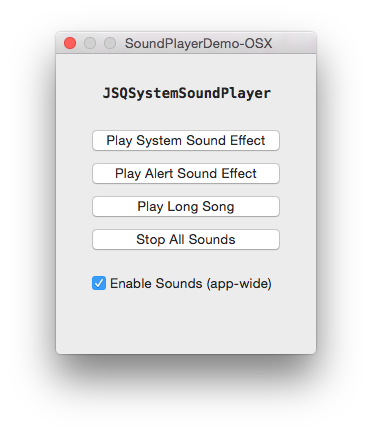 SoundPlayerDemo-OSX
JSQSystemSoundPlayer
Play System Sound Effect
Play Alert Sound Effect
Play Long Song
Stop All Sounds
Enable Sounds (app-wide)